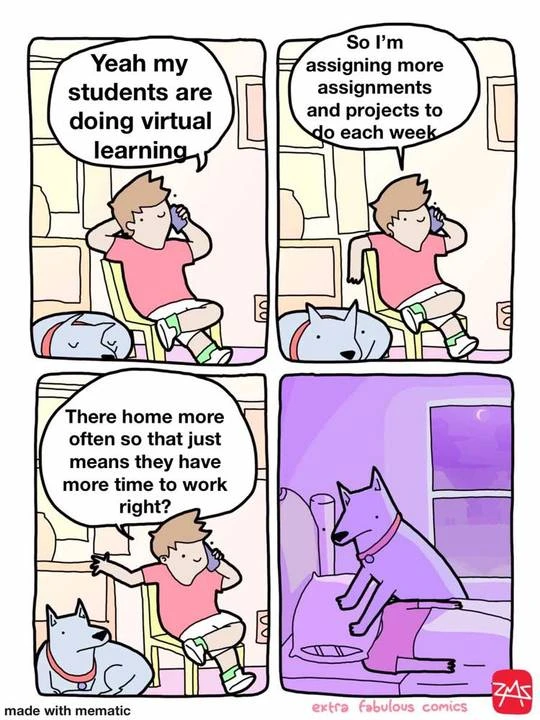 Yeah my
students are
doing virtual
learning
So I'm
assigning more
assignments
and projects to
do each week
There home more
often so that just
means they have
more time to work
right?
made with mematic
extra fabulous comics
ZMS